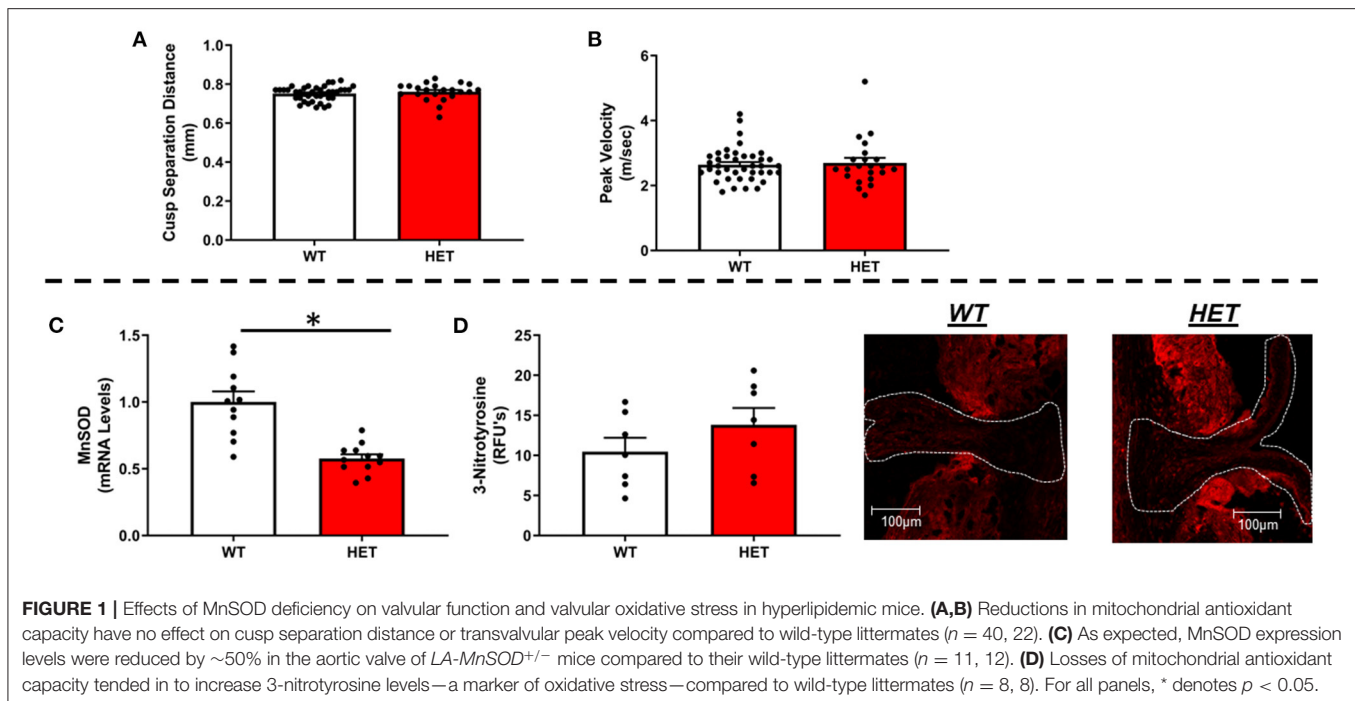 A
Cusp Separation Distance
(mm)
1.0
0.8
0.6
0.4
0.2
0.0
WT
HET
B
Peak Velocity
(m/sec)
6
4
2
0
WT
HET
C
MnSOD
(mRNA Levels)
1.5
1.0
0.5
0.0
*
WT
HET
D
3-Nitrotyrosine
(RFU's)
25
20
15
10
5
0
WT
HET
WT
100μm
HET
100μm
FIGURE 1 | Effects of MnSOD deficiency on valvular function and valvular oxidative stress in hyperlipidemic mice. (A,B) Reductions in mitochondrial antioxidant
capacity have no effect on cusp separation distance or transvalvular peak velocity compared to wild-type littermates (n = 40, 22). (C) As expected, MnSOD expression
levels were reduced by ~50% in the aortic valve of LA-MnSOD+/− mice compared to their wild-type littermates (n = 11, 12). (D) Losses of mitochondrial antioxidant
capacity tended in to increase 3-nitrotyrosine levels—a marker of oxidative stress—compared to wild-type littermates (n = 8, 8). For all panels, * denotes p < 0.05.